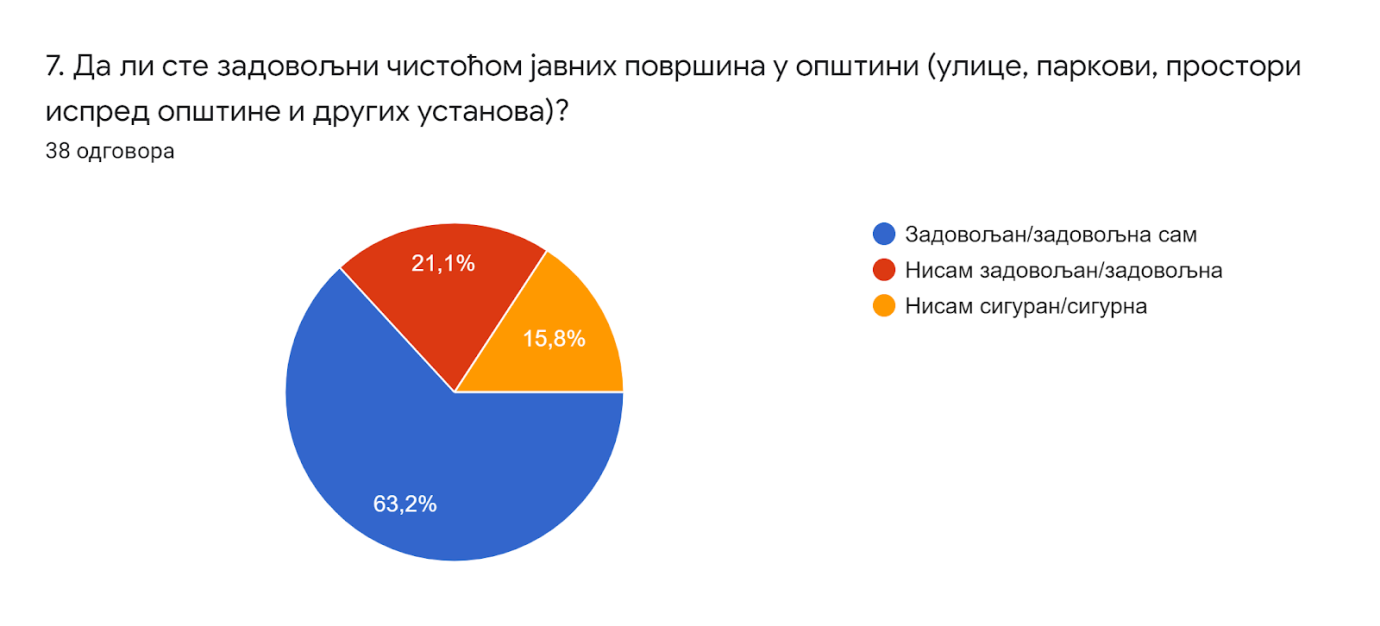 7. Да ли сте задовољни чистоћом јавних површина у општини (улице, паркови, простори
испред општине и других установа)?
38 одговора
Задовољан/задовољна сам
Нисам задовољан/задовољна
Нисам сигуран/сигурна
21,1%
15,8%
63,2%